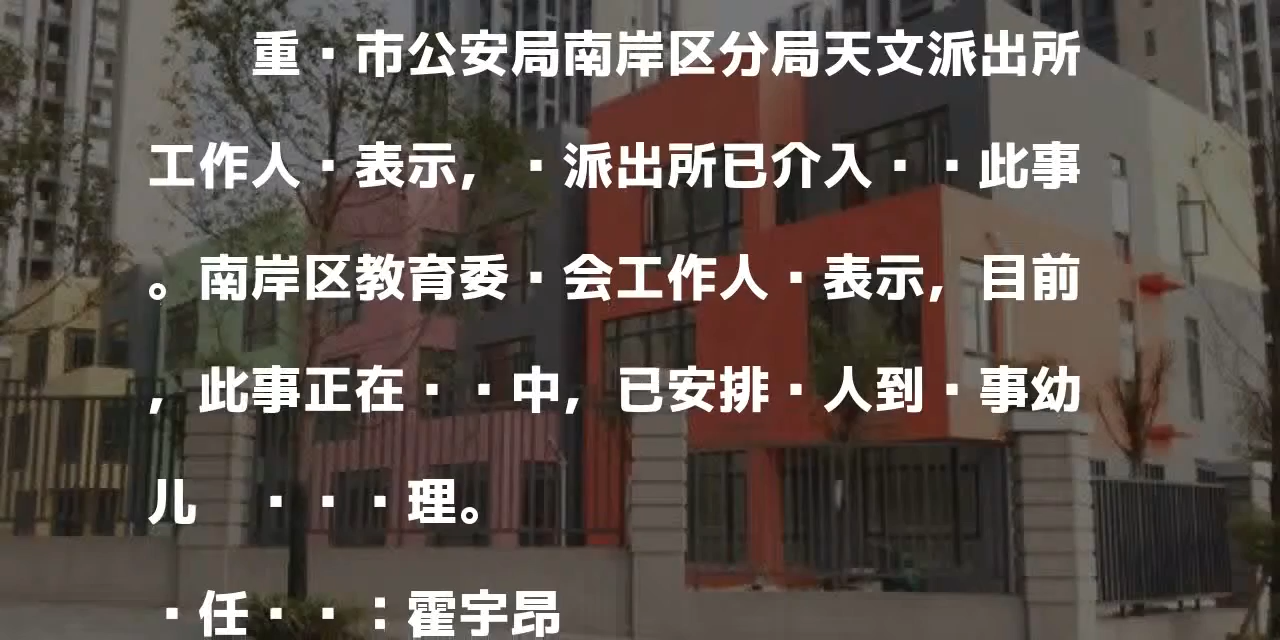 重·市公安局南岸区分局天文派出所
工作人·表示，·派出所已介入··此事
。南岸区教育委·会工作人·表示，目前
，此事正在··中，已安排·人到·事幼
儿 ···理。
·任··：霍宇昂